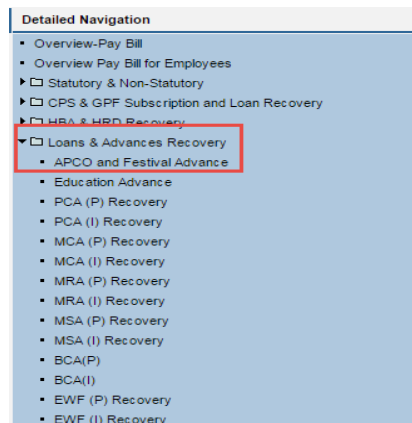 Detailed Navigation
Overview-Pay Bill
Overview Pay Bill for Employees
Statutory & Non-Statutory
CPS & GPF Subscription and Loan Recovery
HBA & HRD Recovery
Loans & Advances Recovery
APCO and Festival Advance
Education Advance
PCA (P) Recovery
PCA (I) Recovery
MCA (P) Recovery
MCA (I) Recovery
MRA (P) Recovery
MRA (I) Recovery
MSA (P) Recovery
MSA (I) Recovery
BCA(P)
BCA(I)
EWF (P) Recovery
EWF (I) Recovery